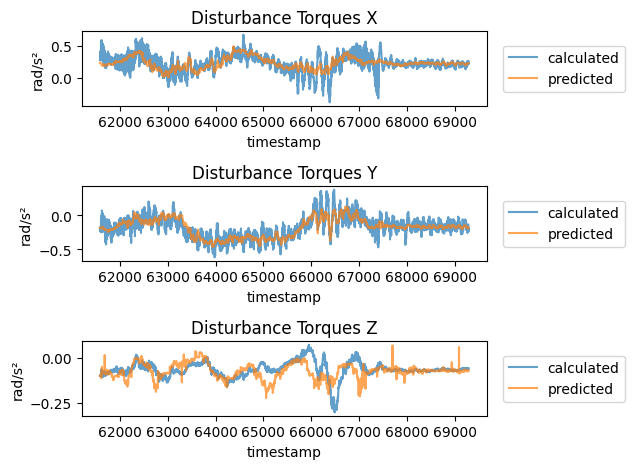 Disturbance Torques X
rad/s²
0.5
0.0
62000 63000 64000 65000 66000 67000 68000 69000
timestamp
calculated
predicted
Disturbance Torques Y
rad/s²
0.0
−0.5
62000 63000 64000 65000 66000 67000 68000 69000
timestamp
calculated
predicted
Disturbance Torques Z
rad/s²
0.00
−0.25
62000 63000 64000 65000 66000 67000 68000 69000
timestamp
calculated
predicted